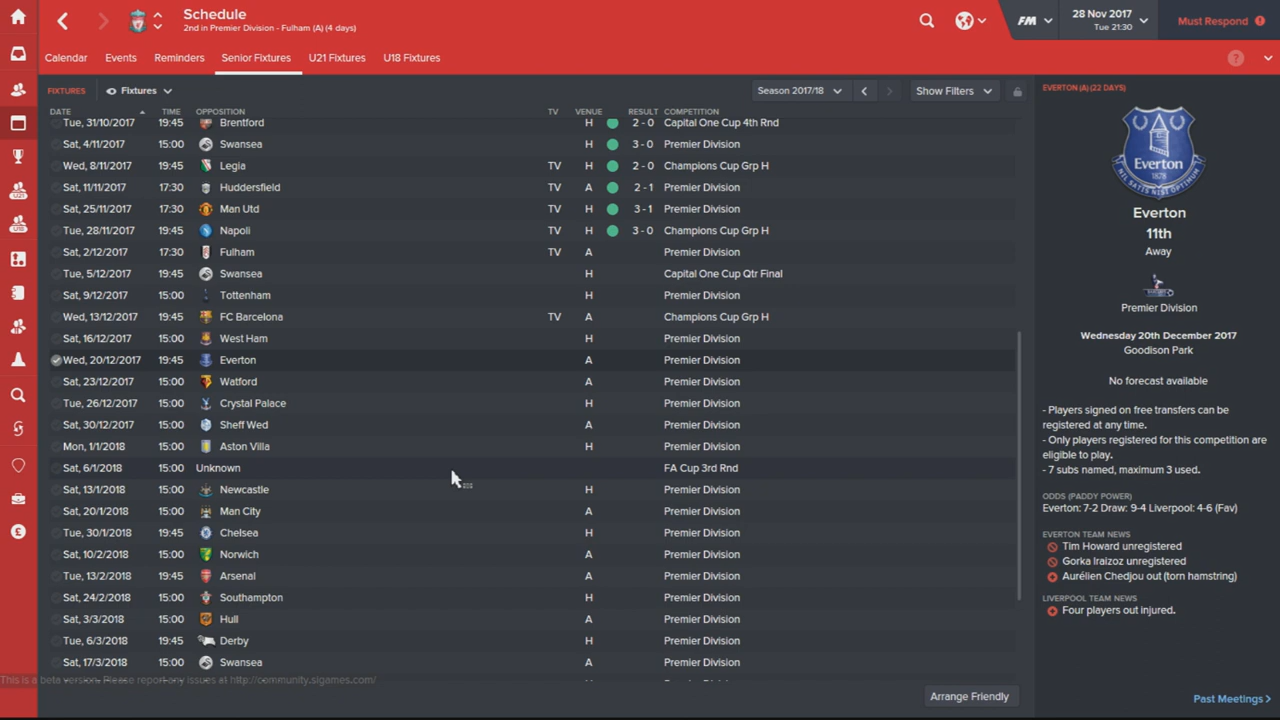 Schedule
2nd in Premier Division - Fulham (A) (4 days)
FM
28 Nov 2017
Tue 21:30
Must Respond
Calendar Events Reminders Senior Fixtures U21 Fixtures U18 Fixtures
?
FIXTURES Fixtures Season 2017/18 Show Filters
DATE TIME OPPOSITION TV VENUE RESULT COMPETITION
Tue, 31/10/2017 19:45 Brentford H 2 - 0 Capital One Cup 4th Rnd
Sat, 4/11/2017 15:00 Swansea H 3 - 0 Premier Division
Wed, 8/11/2017 19:45 Legia TV H 2 - 0 Champions Cup Grp H
Sat, 11/11/2017 17:30 Huddersfield TV A 2 - 1 Premier Division
Sat, 25/11/2017 17:30 Man Utd TV H 3 - 1 Premier Division
Tue, 28/11/2017 19:45 Napoli TV H 3 - 0 Champions Cup Grp H
Sat, 2/12/2017 17:30 Fulham TV A Premier Division
Tue, 5/12/2017 19:45 Swansea H Capital One Cup Qtr Final
Sat, 9/12/2017 15:00 Tottenham H Premier Division
Wed, 13/12/2017 19:45 FC Barcelona TV A Champions Cup Grp H
Sat, 16/12/2017 15:00 West Ham H Premier Division
Wed, 20/12/2017 19:45 Everton A Premier Division
Sat, 23/12/2017 15:00 Watford A Premier Division
Tue, 26/12/2017 15:00 Crystal Palace H Premier Division
Sat, 30/12/2017 15:00 Sheff Wed A Premier Division
Mon, 1/1/2018 15:00 Aston Villa H Premier Division
Sat, 6/1/2018 15:00 Unknown FA Cup 3rd Rnd
Sat, 13/1/2018 15:00 Newcastle H Premier Division
Sat, 20/1/2018 15:00 Man City A Premier Division
Tue, 30/1/2018 19:45 Chelsea H Premier Division
Sat, 10/2/2018 15:00 Norwich A Premier Division
Tue, 13/2/2018 19:45 Arsenal A Premier Division
Sat, 24/2/2018 15:00 Southampton H Premier Division
Sat, 3/3/2018 15:00 Hull A Premier Division
Tue, 6/3/2018 19:45 Derby H Premier Division
Sat, 17/3/2018 15:00 Swansea A Premier Division
This is a beta version. Please report any issues at http://community.sigames.com/
Arrange Friendly
EVERTON (A) (22 DAYS)
Everton
1878
NIL SATIS NISI OPTIMUM
Everton
11th
Away
Premier Division
Wednesday 20th December 2017
Goodison Park
No forecast available
- Players signed on free transfers can be
registered at any time.
- Only players registered for this competition are
eligible to play.
- 7 subs named, maximum 3 used.
ODDS (PADDY POWER)
Everton: 7-2 Draw: 9-4 Liverpool: 4-6 (Fav)
EVERTON TEAM NEWS
Tim Howard unregistered
Gorka Iraizoz unregistered
Aurélien Chedjou out (torn hamstring)
LIVERPOOL TEAM NEWS
Four players out injured.
Past Meetings >